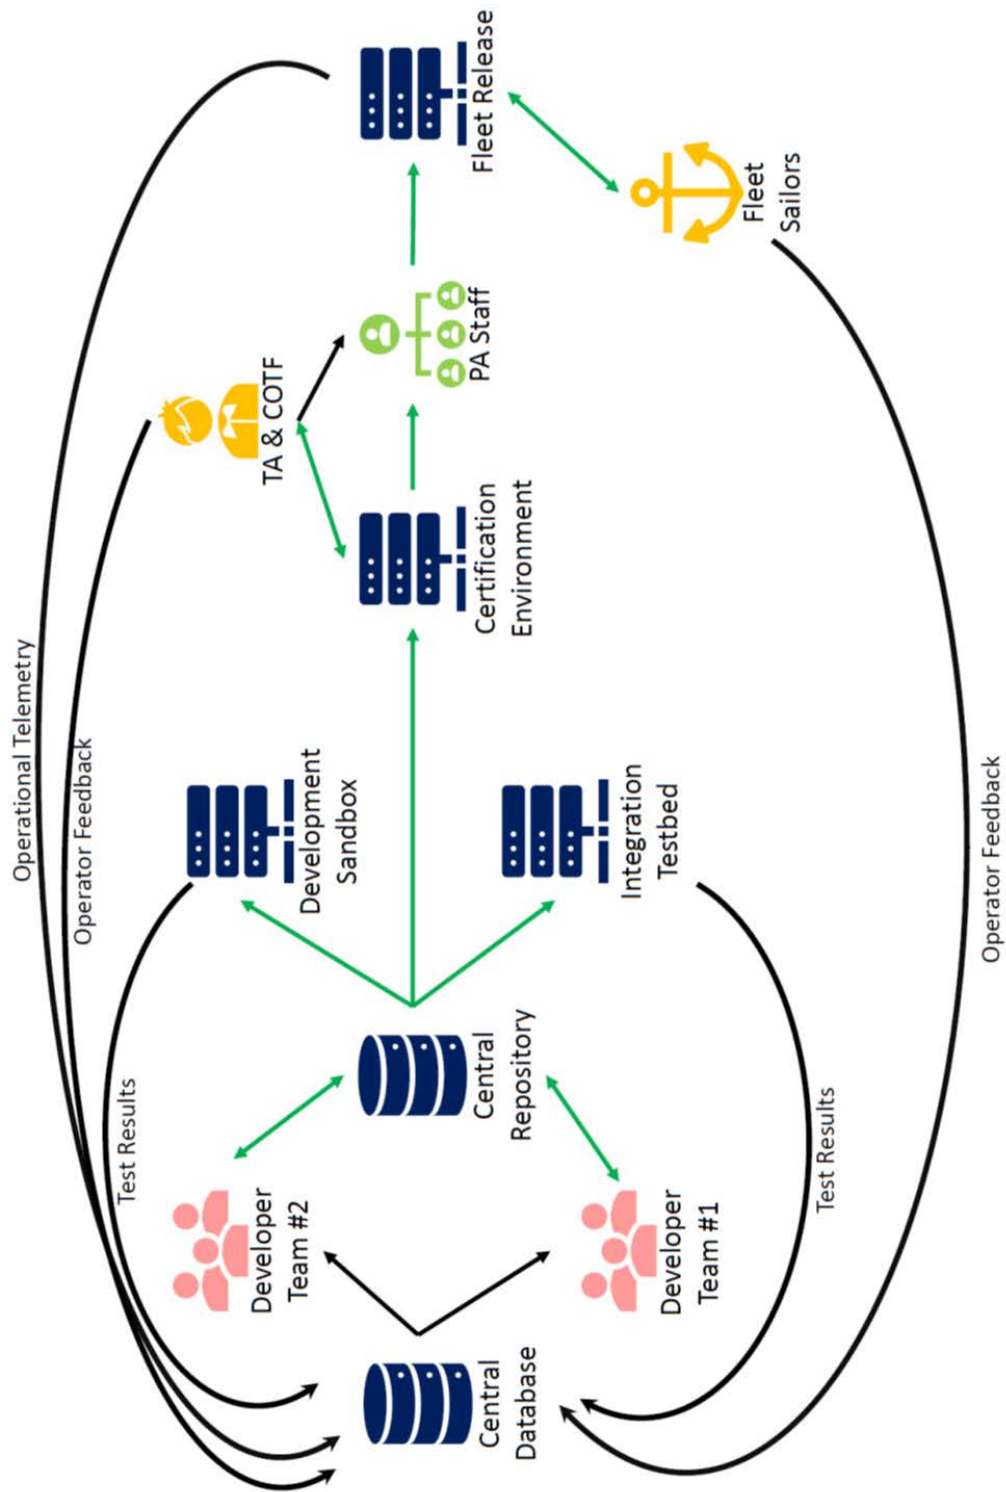 Operational Telemetry
Operator Feedback
Test Results
TA & COTF
Developer
Team #2
Development
Sandbox
Central
Database
Central
Repository
Certification
Environment
PA Staff
Fleet Release
Developer
Team #1
Integration
Testbed
Fleet
Sailors
Test Results
Operator Feedback